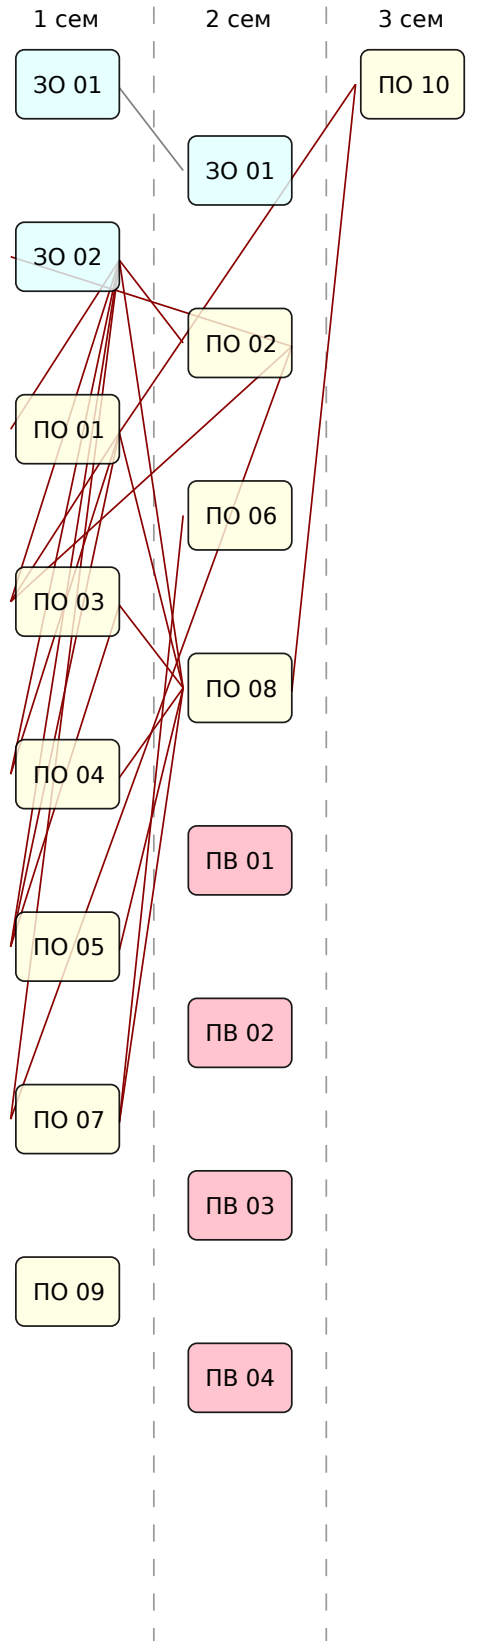 1 сем 2 сем 3 сем
ЗО 01
ПО 10
ЗО 01
ЗО 02
ПО 02
ПО 01
ПО 06
ПО 03
ПО 08
ПО 04
ПВ 01
ПО 05
ПВ 02
ПО 07
ПВ 03
ПО 09
ПВ 04